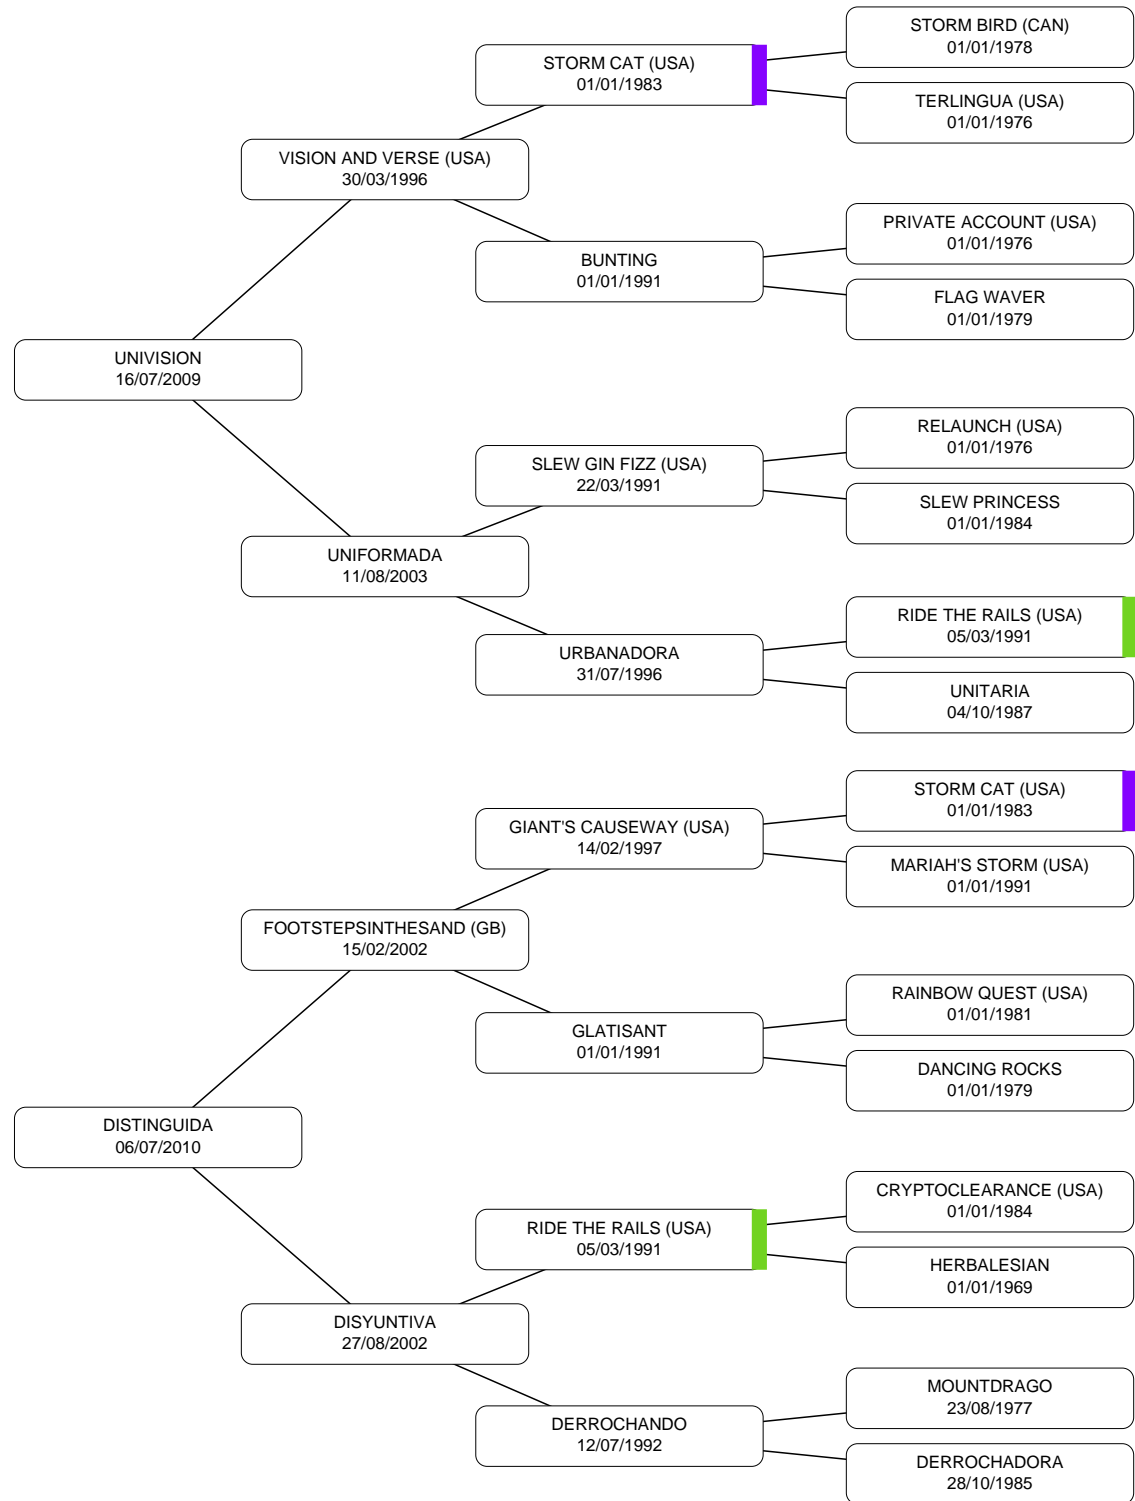 STORM BIRD (CAN)
01/01/1978
STORM CAT (USA)
01/01/1983
TERLINGUA (USA)
01/01/1976
VISION AND VERSE (USA)
30/03/1996
PRIVATE ACCOUNT (USA)
01/01/1976
BUNTING
01/01/1991
FLAG WAVER
01/01/1979
UNIVISION
16/07/2009
RELAUNCH (USA)
01/01/1976
SLEW GIN FIZZ (USA)
22/03/1991
SLEW PRINCESS
01/01/1984
UNIFORMADA
11/08/2003
RIDE THE RAILS (USA)
05/03/1991
URBANADORA
31/07/1996
UNITARIA
04/10/1987
STORM CAT (USA)
01/01/1983
GIANT'S CAUSEWAY (USA)
14/02/1997
MARIAH'S STORM (USA)
01/01/1991
FOOTSTEPSINTHESAND (GB)
15/02/2002
RAINBOW QUEST (USA)
01/01/1981
GLATISANT
01/01/1991
DANCING ROCKS
01/01/1979
DISTINGUIDA
06/07/2010
CRYPTOCLEARANCE (USA)
01/01/1984
RIDE THE RAILS (USA)
05/03/1991
HERBALESIAN
01/01/1969
DISYUNTIVA
27/08/2002
MOUNTDRAGO
23/08/1977
DERROCHANDO
12/07/1992
DERROCHADORA
28/10/1985